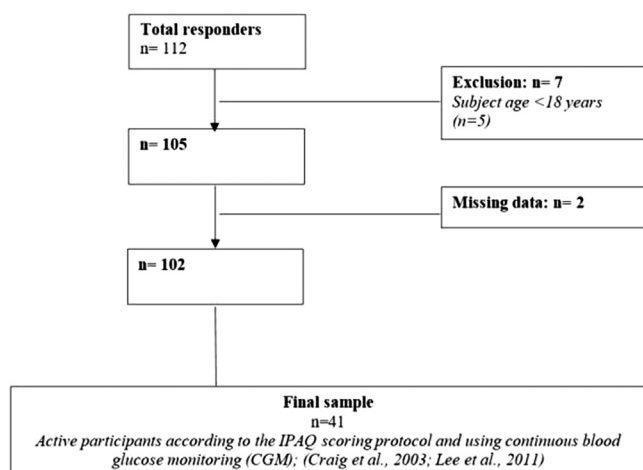 Total responders
n= 112
Exclusion: n= 7
Subject age <18 years
(n=5)
n= 105
Missing data: n= 2
n= 102
Final sample
n=41
Active participants according to the IPAQ scoring protocol and using continuous blood
glucose monitoring (CGM); (Craig et al., 2003; Lee et al., 2011)